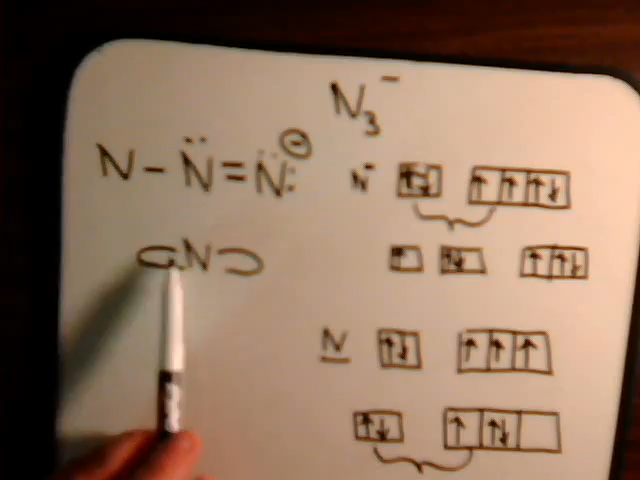 N₃⁻
N – N̈ = N̈: ⊖
N⁻ ↑↓ ↑ ↑ ↑↓
N
↑ ↑↓ ↑ ↑↓
N ↑↓ ↑ ↑ ↑
↑↓ ↑ ↑↓